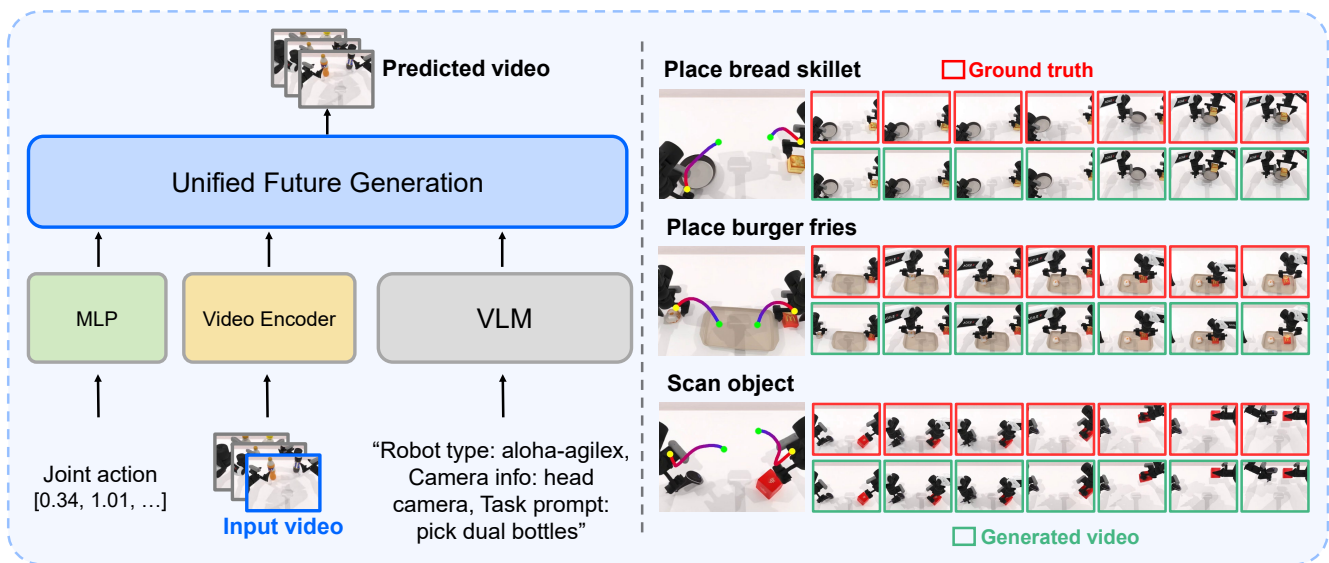 Predicted video
Unified Future Generation
MLP
Video Encoder
VLM
Joint action
[0.34, 1.01, …]
Input video
“Robot type: aloha-agilex,
Camera info: head
camera, Task prompt:
pick dual bottles”
Place bread skillet
Ground truth
Place burger fries
Scan object
Generated video